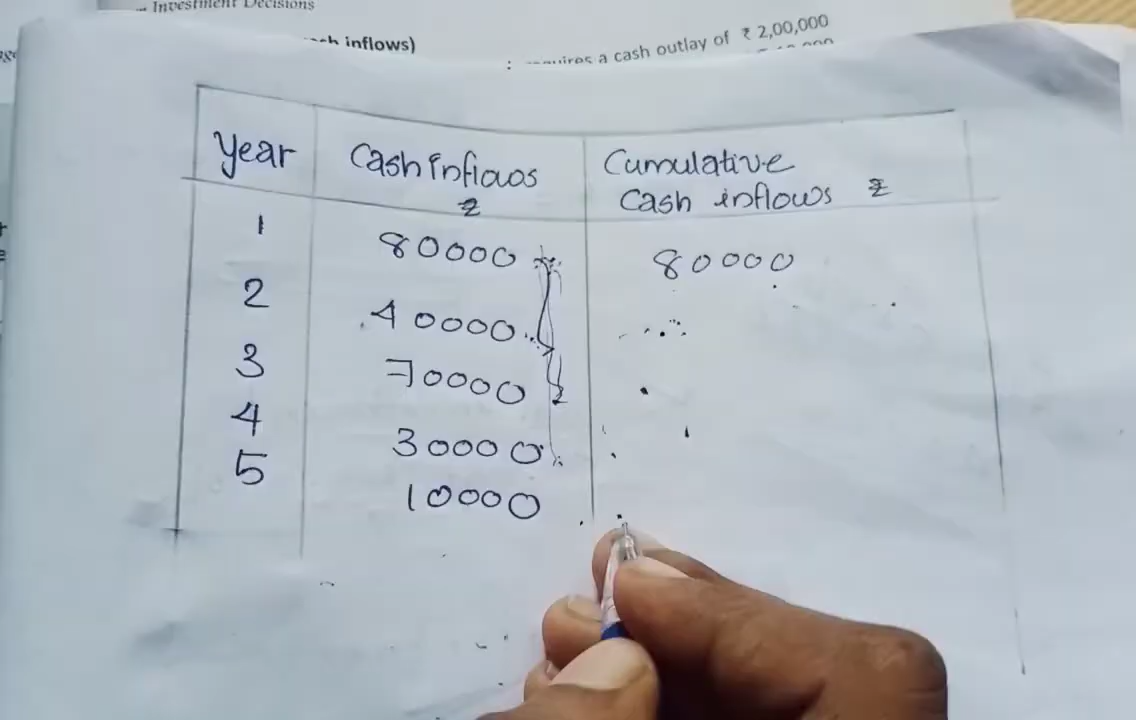 Investment Decisions
inflows)
a cash outlay of ₹ 2,00,000
Year Cash inflows ₹ Cumulative Cash inflows ₹
1 80000 80000
2 40000
3 70000
4 30000
5 10000